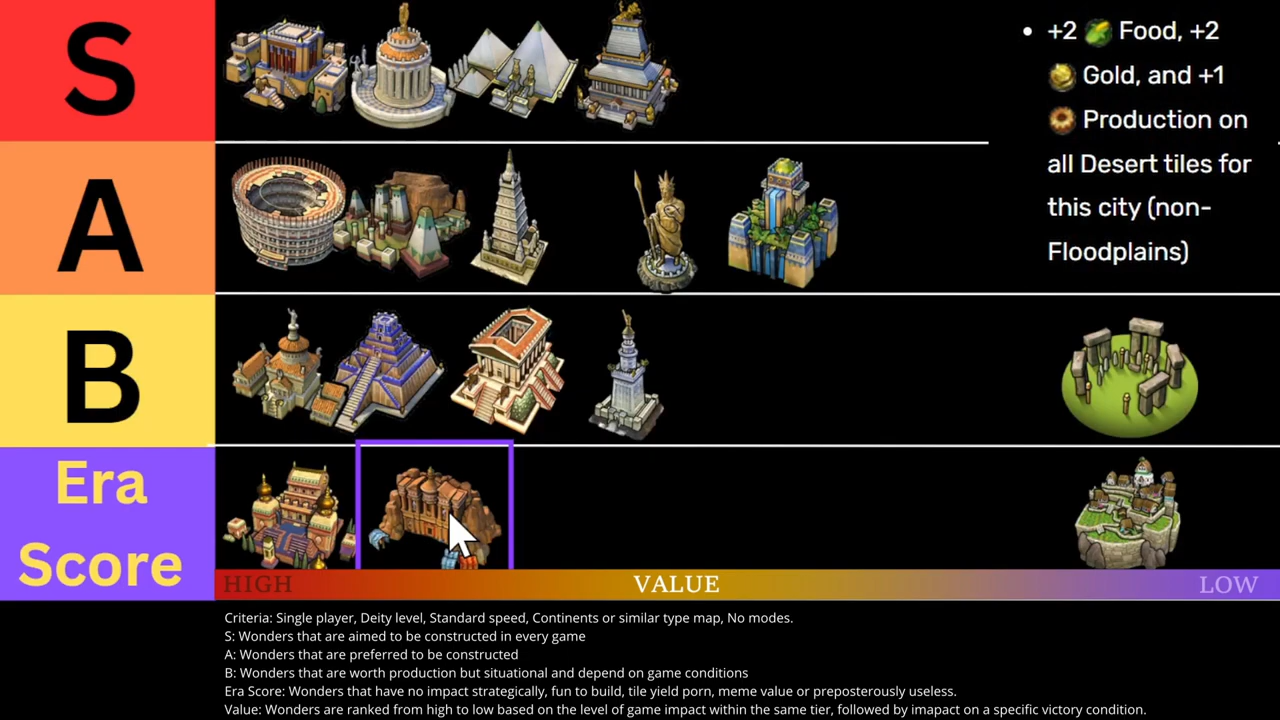 S
• +2 Food, +2
Gold, and +1
Production on
all Desert tiles for
this city (non-
Floodplains)
A
B
Era
Score
HIGH VALUE LOW
Criteria: Single player, Deity level, Standard speed, Continents or similar type map, No modes.
S: Wonders that are aimed to be constructed in every game
A: Wonders that are preferred to be constructed
B: Wonders that are worth production but situational and depend on game conditions
Era Score: Wonders that have no impact strategically, fun to build, tile yield porn, meme value or preposterously useless.
Value: Wonders are ranked from high to low based on the level of game impact within the same tier, followed by imapact on a specific victory condition.